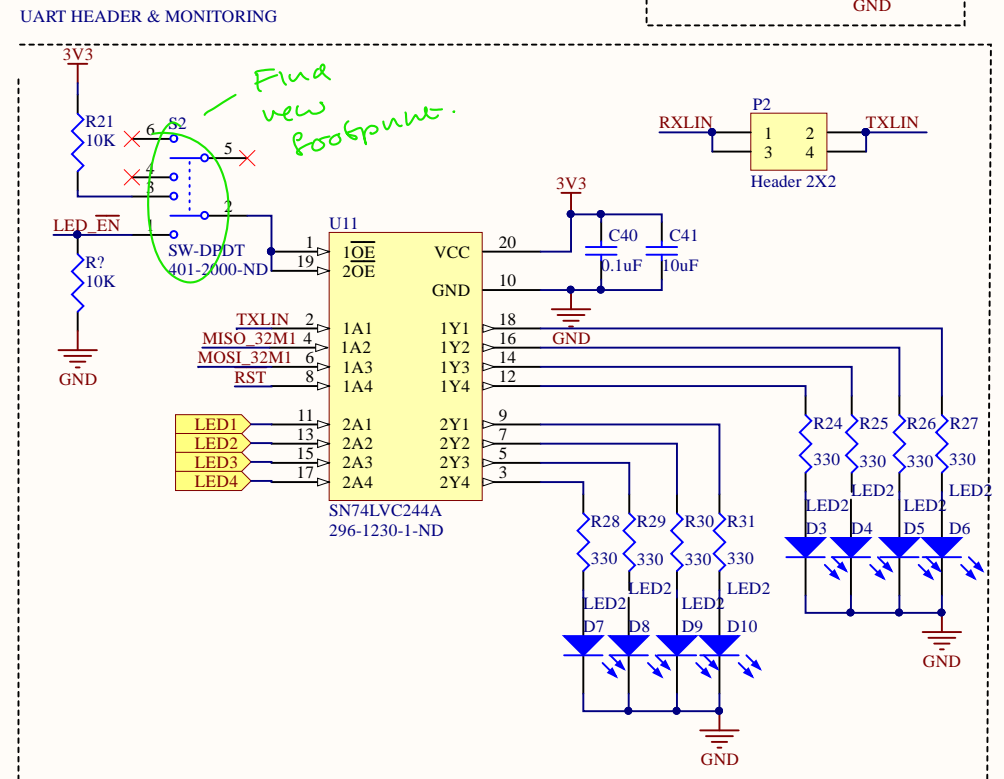 UART HEADER & MONITORING
GND
3V3
Find
new
footprint.
R21
10K
6
S2
5
4
3
2
LED_EN
1
SW-DPDT
401-2000-ND
R?
10K
GND
P2
RXLIN
1
2
TXLIN
3
4
Header 2X2
3V3
C40
0.1uF
C41
10uF
GND
U11
1
1OE
VCC
20
19
2OE
GND
10
TXLIN
2
1A1
1Y1
18
MISO_32M1
4
1A2
1Y2
16
MOSI_32M1
6
1A3
1Y3
14
RST
8
1A4
1Y4
12
LED1
11
2A1
2Y1
9
LED2
13
2A2
2Y2
7
LED3
15
2A3
2Y3
5
LED4
17
2A4
2Y4
3
SN74LVC244A
296-1230-1-ND
R24
R25
R26
R27
330
330
330
330
LED2
LED2
LED2
LED2
D3
D4
D5
D6
GND
R28
R29
R30
R31
330
330
330
330
LED2
LED2
LED2
LED2
D7
D8
D9
D10
GND